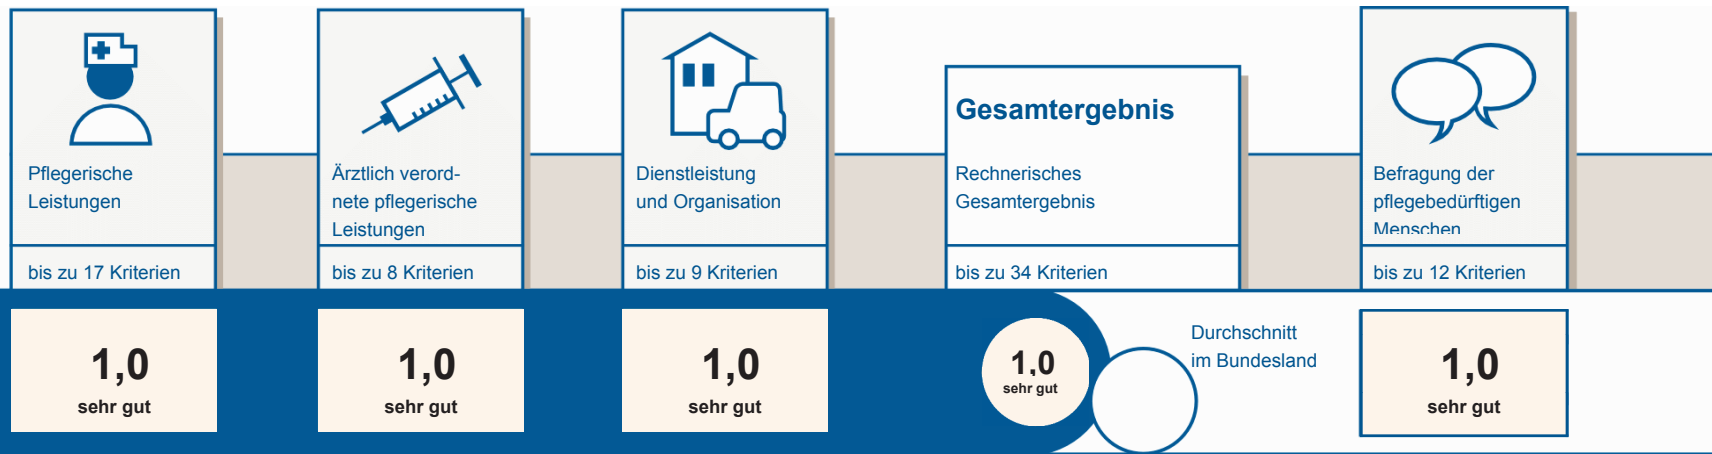 Pflegerische
Leistungen
bis zu 17 Kriterien
1,0
sehr gut
Ärztlich verord-
nete pflegerische
Leistungen
bis zu 8 Kriterien
1,0
sehr gut
Dienstleistung
und Organisation
bis zu 9 Kriterien
1,0
sehr gut
Gesamtergebnis
Rechnerisches
Gesamtergebnis
bis zu 34 Kriterien
1,0
sehr gut
Durchschnitt
im Bundesland
Befragung der
pflegebedürftigen
Menschen
bis zu 12 Kriterien
1,0
sehr gut